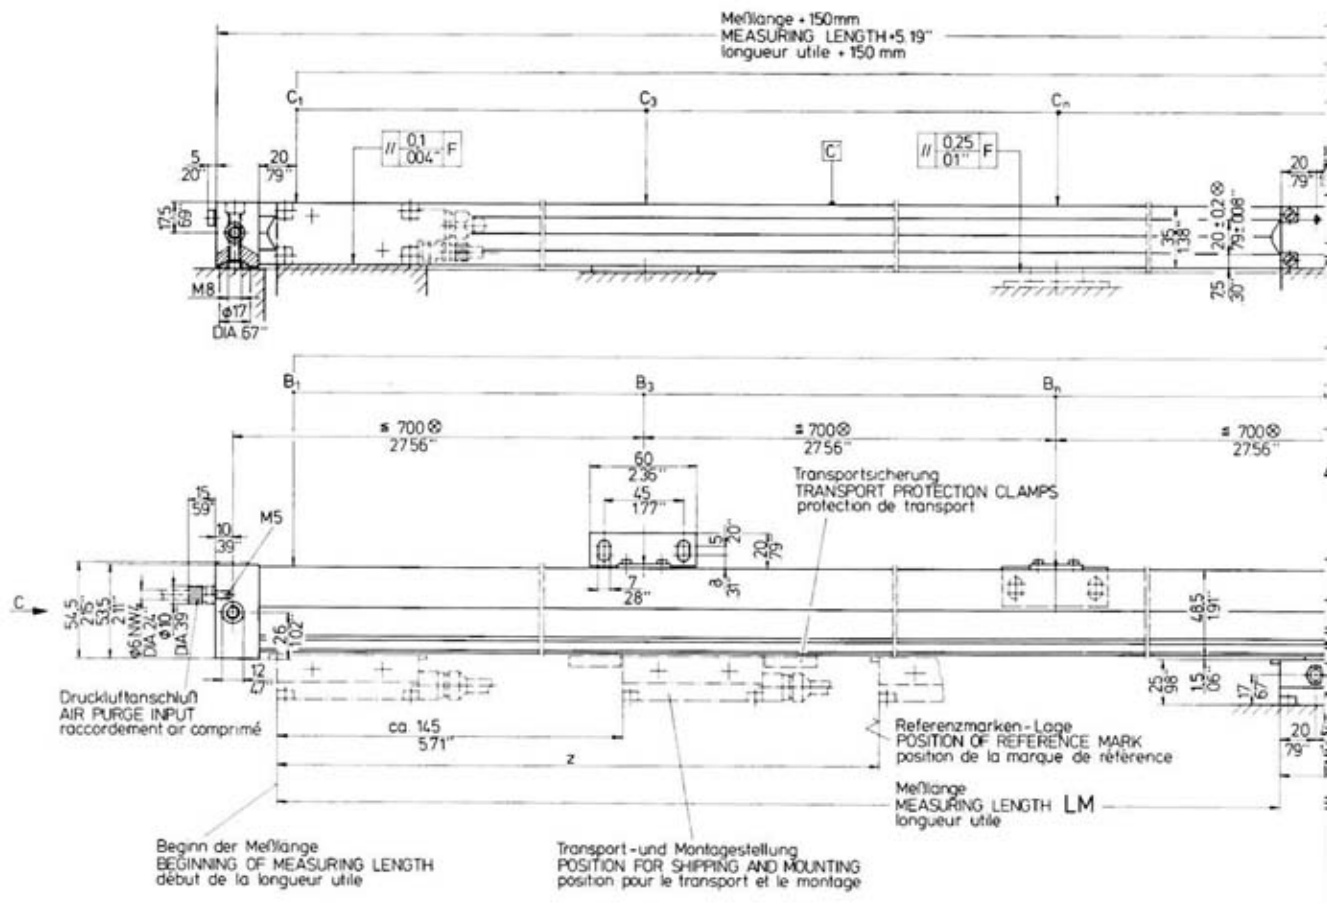 Meßlänge + 150mm
MEASURING LENGTH+5.19"
longueur utile + 150 mm
C₁
C₃
Cₙ
// 0,1 F
.004"
C
// 0,25 F
.01"
5
.20"
20
.79"
20
.79"
17,5
.69"
35
1.38"
20 ± 0,2 ⊗
.79 ± .008"
7,5
.30"
M8
ø17
DIA .67"
B₁
B₃
Bₙ
≤ 700 ⊗
27.56"
≤ 700 ⊗
27.56"
≤ 700 ⊗
27.56"
60
2.36"
45
1.77"
Transportsicherung
TRANSPORT PROTECTION CLAMPS
protection de transport
15
.59"
M5
10
.39"
5
.20"
20
.79"
7
.28"
.31"
C
54,5
53,5
2.11"
ø6 NW4
DIA .24
ø10
DIA .39
26
1.02"
48,5
1.91"
12
.47"
25
.98"
17
.67"
1,5
.06"
Druckluftanschluß
AIR PURGE INPUT
raccordement air comprimé
ca. 145
5.71"
z
Referenzmarken-Lage
POSITION OF REFERENCE MARK
position de la marque de référence
20
.79"
Meßlänge
MEASURING LENGTH LM
longueur utile
Beginn der Meßlänge
BEGINNING OF MEASURING LENGTH
début de la longueur utile
Transport-und Montagestellung
POSITION FOR SHIPPING AND MOUNTING
position pour le transport et le montage